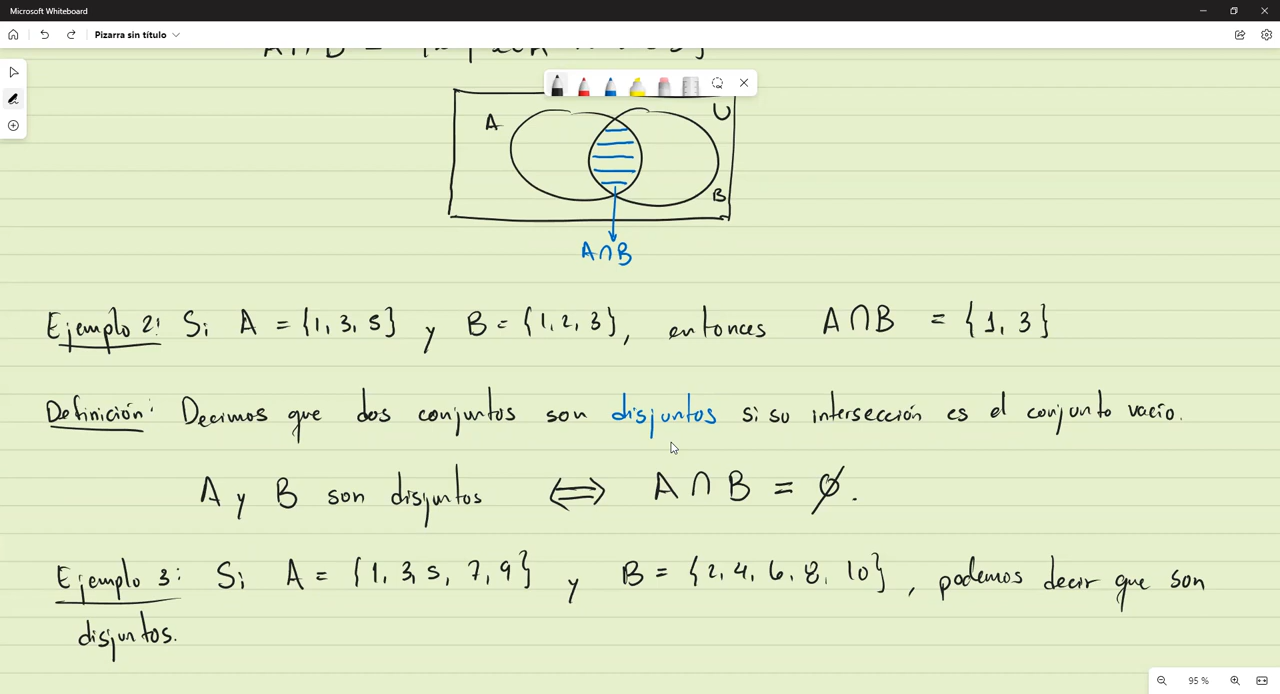 Microsoft Whiteboard
Pizarra sin título
A∩B =
A
U
B
A∩B
Ejemplo 2: Si A = {1, 3, 5} y B = {1, 2, 3}, entonces A∩B = {1, 3}
Definición: Decimos que dos conjuntos son disjuntos si su intersección es el conjunto vacío.
A y B son disjuntos ⟺ A∩B = ∅.
Ejemplo 3: Si A = {1, 3, 5, 7, 9} y B = {2, 4, 6, 8, 10}, podemos decir que son
disjuntos.
95 %